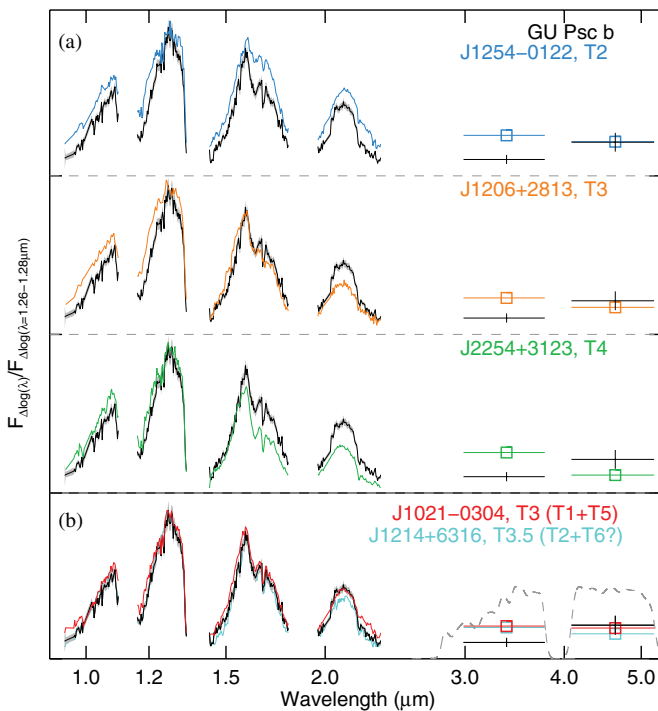 (a)
GU Psc b
J1254−0122, T2
J1206+2813, T3
J2254+3123, T4
(b)
J1021−0304, T3 (T1+T5)
J1214+6316, T3.5 (T2+T6?)
F_Δlog(λ)/F_Δlog(λ=1.26−1.28μm)
1.0 1.2 1.5 2.0 3.0 4.0 5.0
Wavelength (μm)